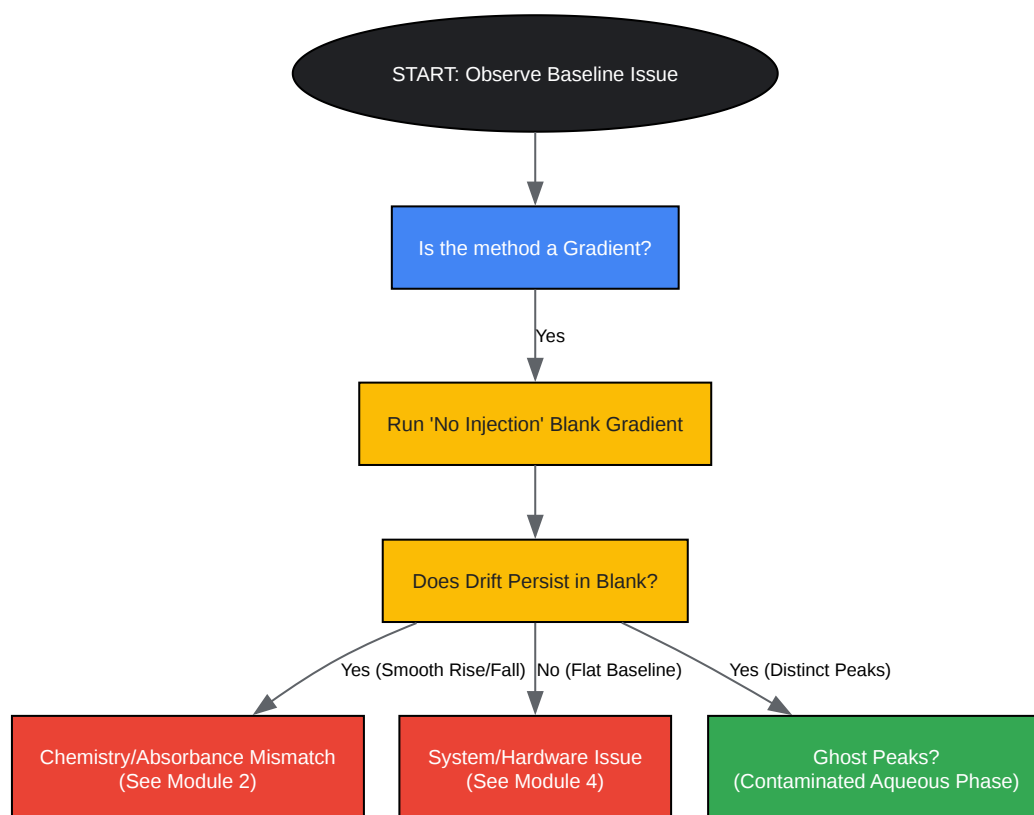 START: Observe Baseline Issue
Is the method a Gradient?
Yes
Run 'No Injection' Blank Gradient
Does Drift Persist in Blank?
Yes (Smooth Rise/Fall)
No (Flat Baseline)
Yes (Distinct Peaks)
Chemistry/Absorbance Mismatch
(See Module 2)
System/Hardware Issue
(See Module 4)
Ghost Peaks?
(Contaminated Aqueous Phase)